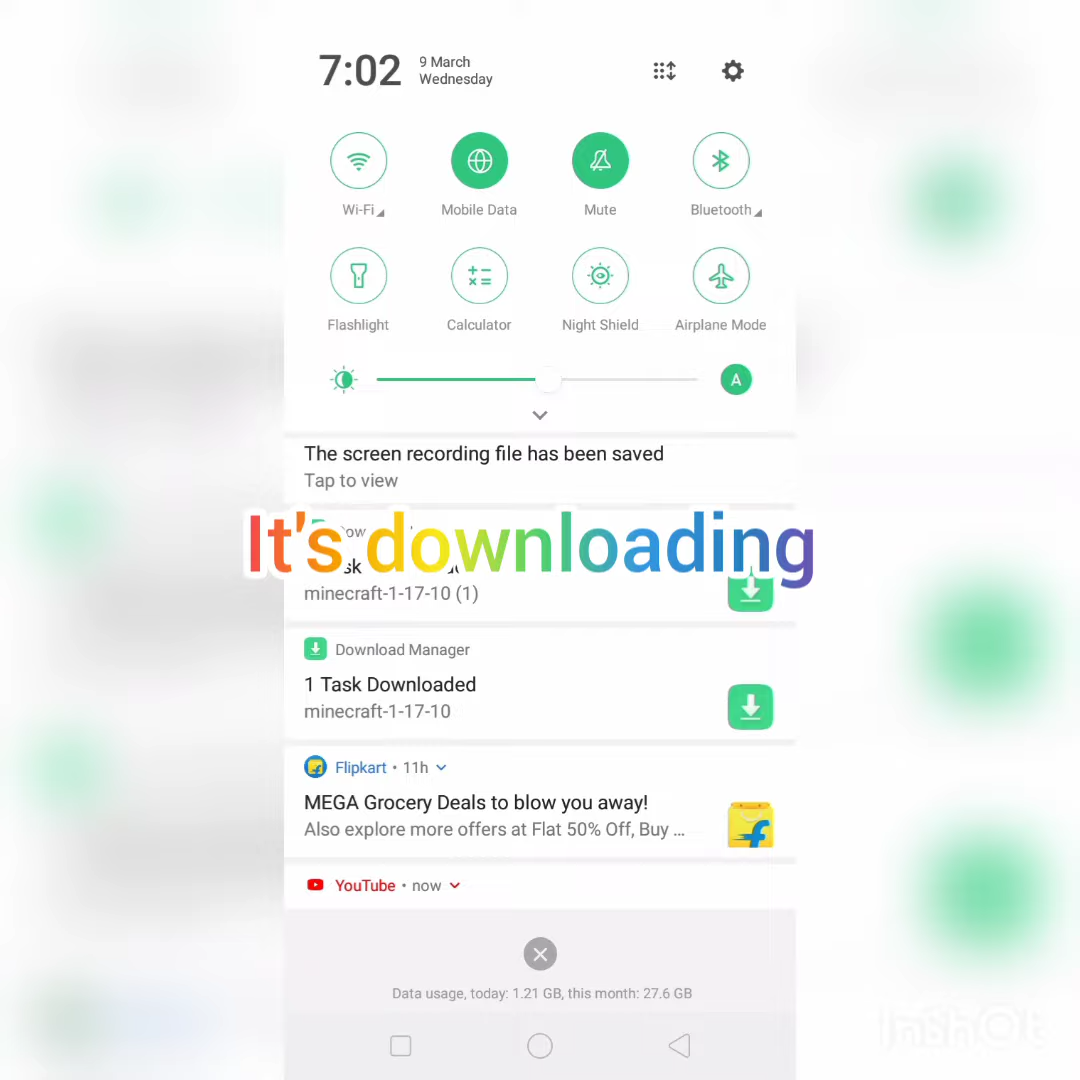 7:02
9 March
Wednesday
Wi-Fi
Mobile Data
Mute
Bluetooth
Flashlight
Calculator
Night Shield
Airplane Mode
A
The screen recording file has been saved
Tap to view
It's downloading
minecraft-1-17-10 (1)
Download Manager
1 Task Downloaded
minecraft-1-17-10
Flipkart • 11h
MEGA Grocery Deals to blow you away!
Also explore more offers at Flat 50% Off, Buy ...
YouTube • now
Data usage, today: 1.21 GB, this month: 27.6 GB
InShOt